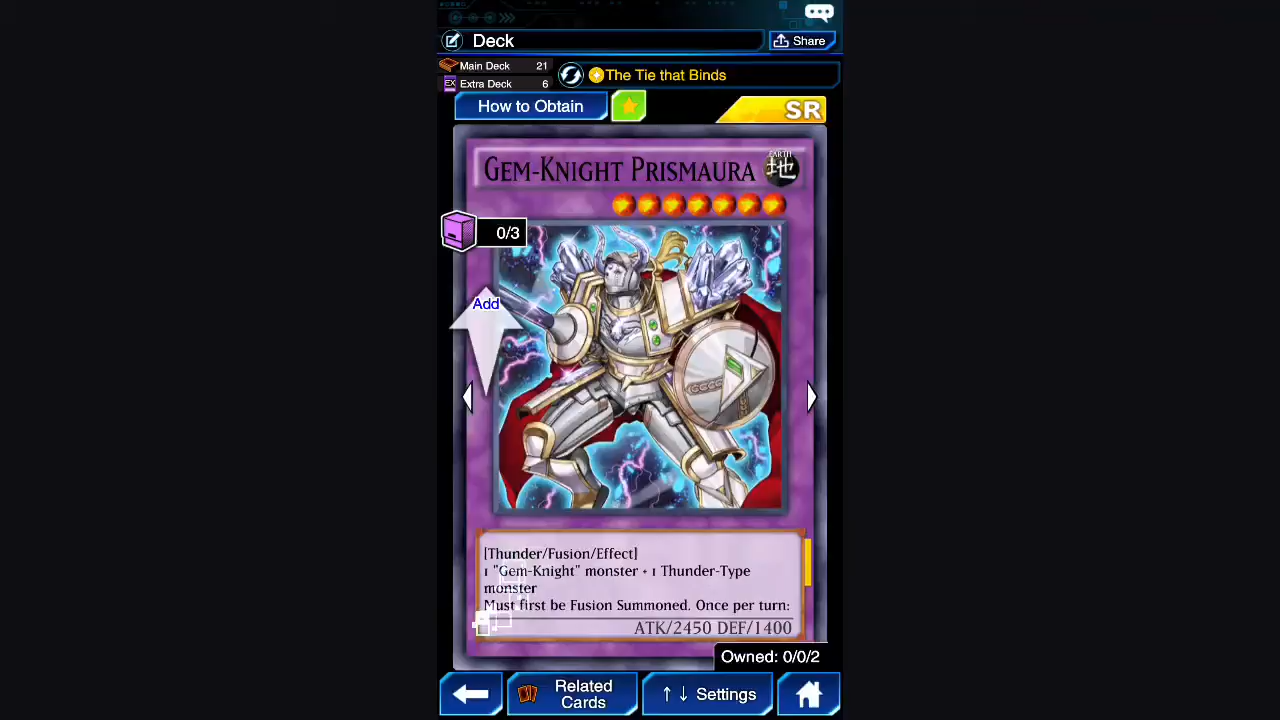 Deck
Share
Main Deck 21
Extra Deck 6
EX
The Tie that Binds
How to Obtain
SR
Gem-Knight Prismaura
EARTH
地
0/3
Add
[Thunder/Fusion/Effect]
1 "Gem-Knight" monster + 1 Thunder-Type
monster
Must first be Fusion Summoned. Once per turn:
ATK/2450 DEF/1400
Owned: 0/0/2
Related
Cards
↑ ↓ Settings